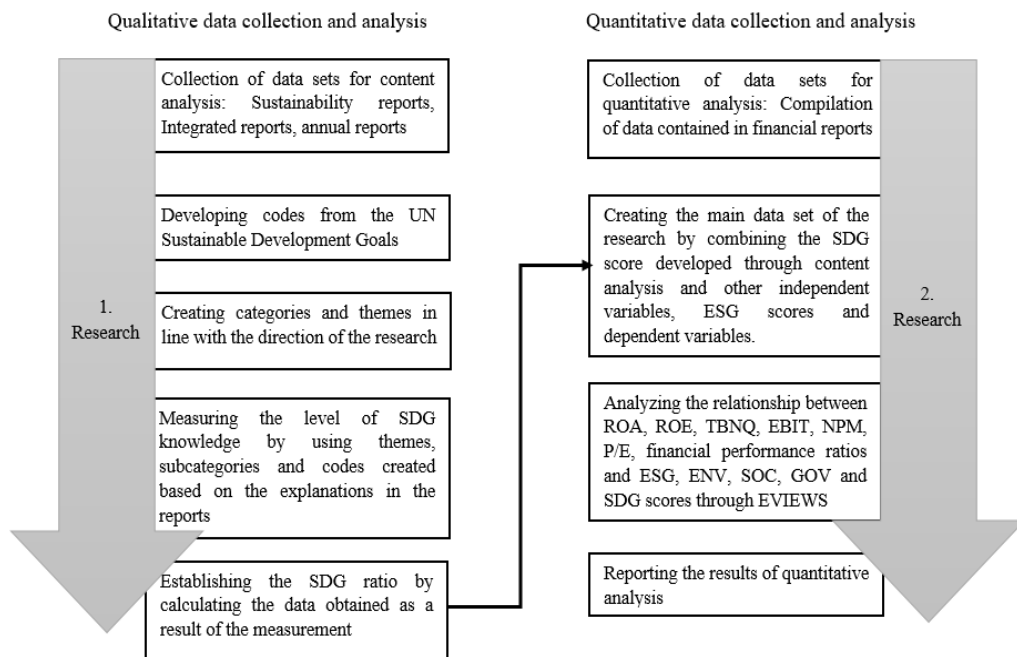 Qualitative data collection and analysis
Collection of data sets for content
analysis: Sustainability reports,
Integrated reports, annual reports
Developing codes from the UN
Sustainable Development Goals
1.
Research
Creating categories and themes in
line with the direction of the research
Measuring the level of SDG
knowledge by using themes,
subcategories and codes created
based on the explanations in the
reports
Establishing the SDG ratio by
calculating the data obtained as a
result of the measurement
Quantitative data collection and analysis
Collection of data sets for
quantitative analysis: Compilation
of data contained in financial reports
Creating the main data set of the
research by combining the SDG
score developed through content
analysis and other independent
variables, ESG scores and
dependent variables.
2.
Research
Analyzing the relationship between
ROA, ROE, TBNQ, EBIT, NPM,
P/E, financial performance ratios
and ESG, ENV, SOC, GOV and
SDG scores through EVIEWS
Reporting the results of quantitative
analysis